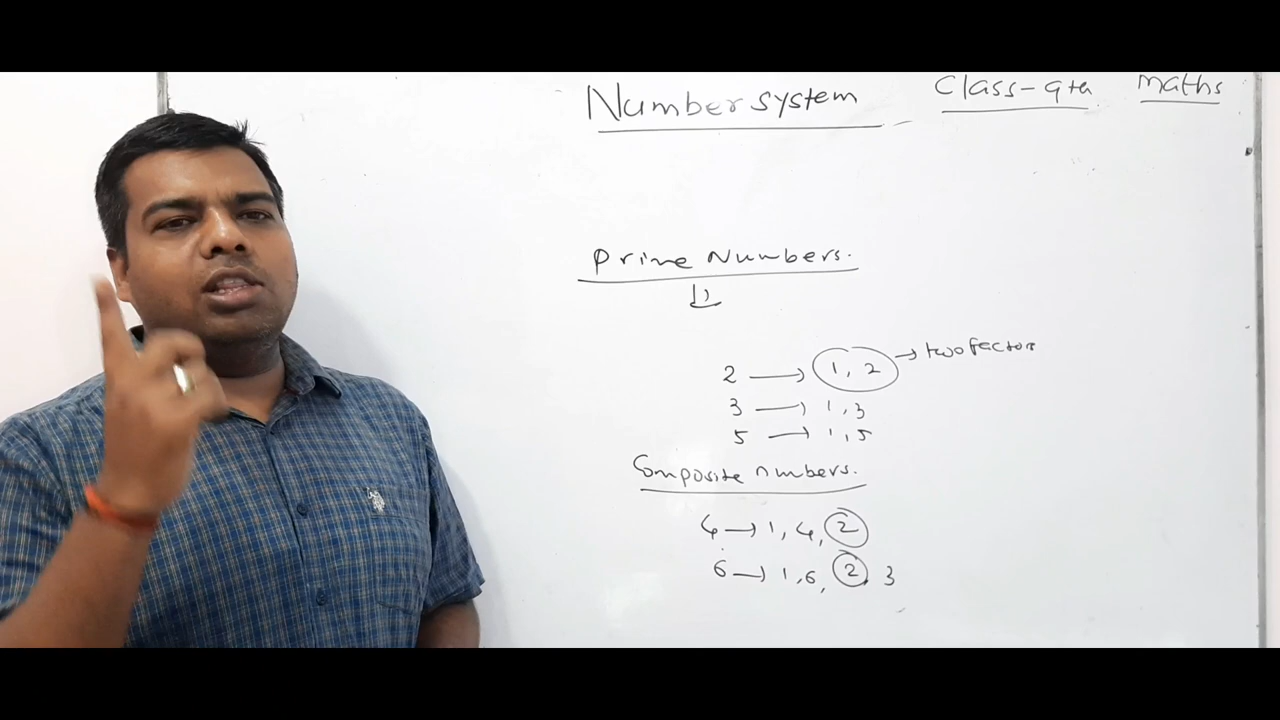 Number system Class-9th Maths
Prime Numbers.
2 → 1, 2 → two factors
3 → 1, 3
5 → 1, 5
Composite numbers.
4 → 1, 4, 2
6 → 1, 6, 2, 3